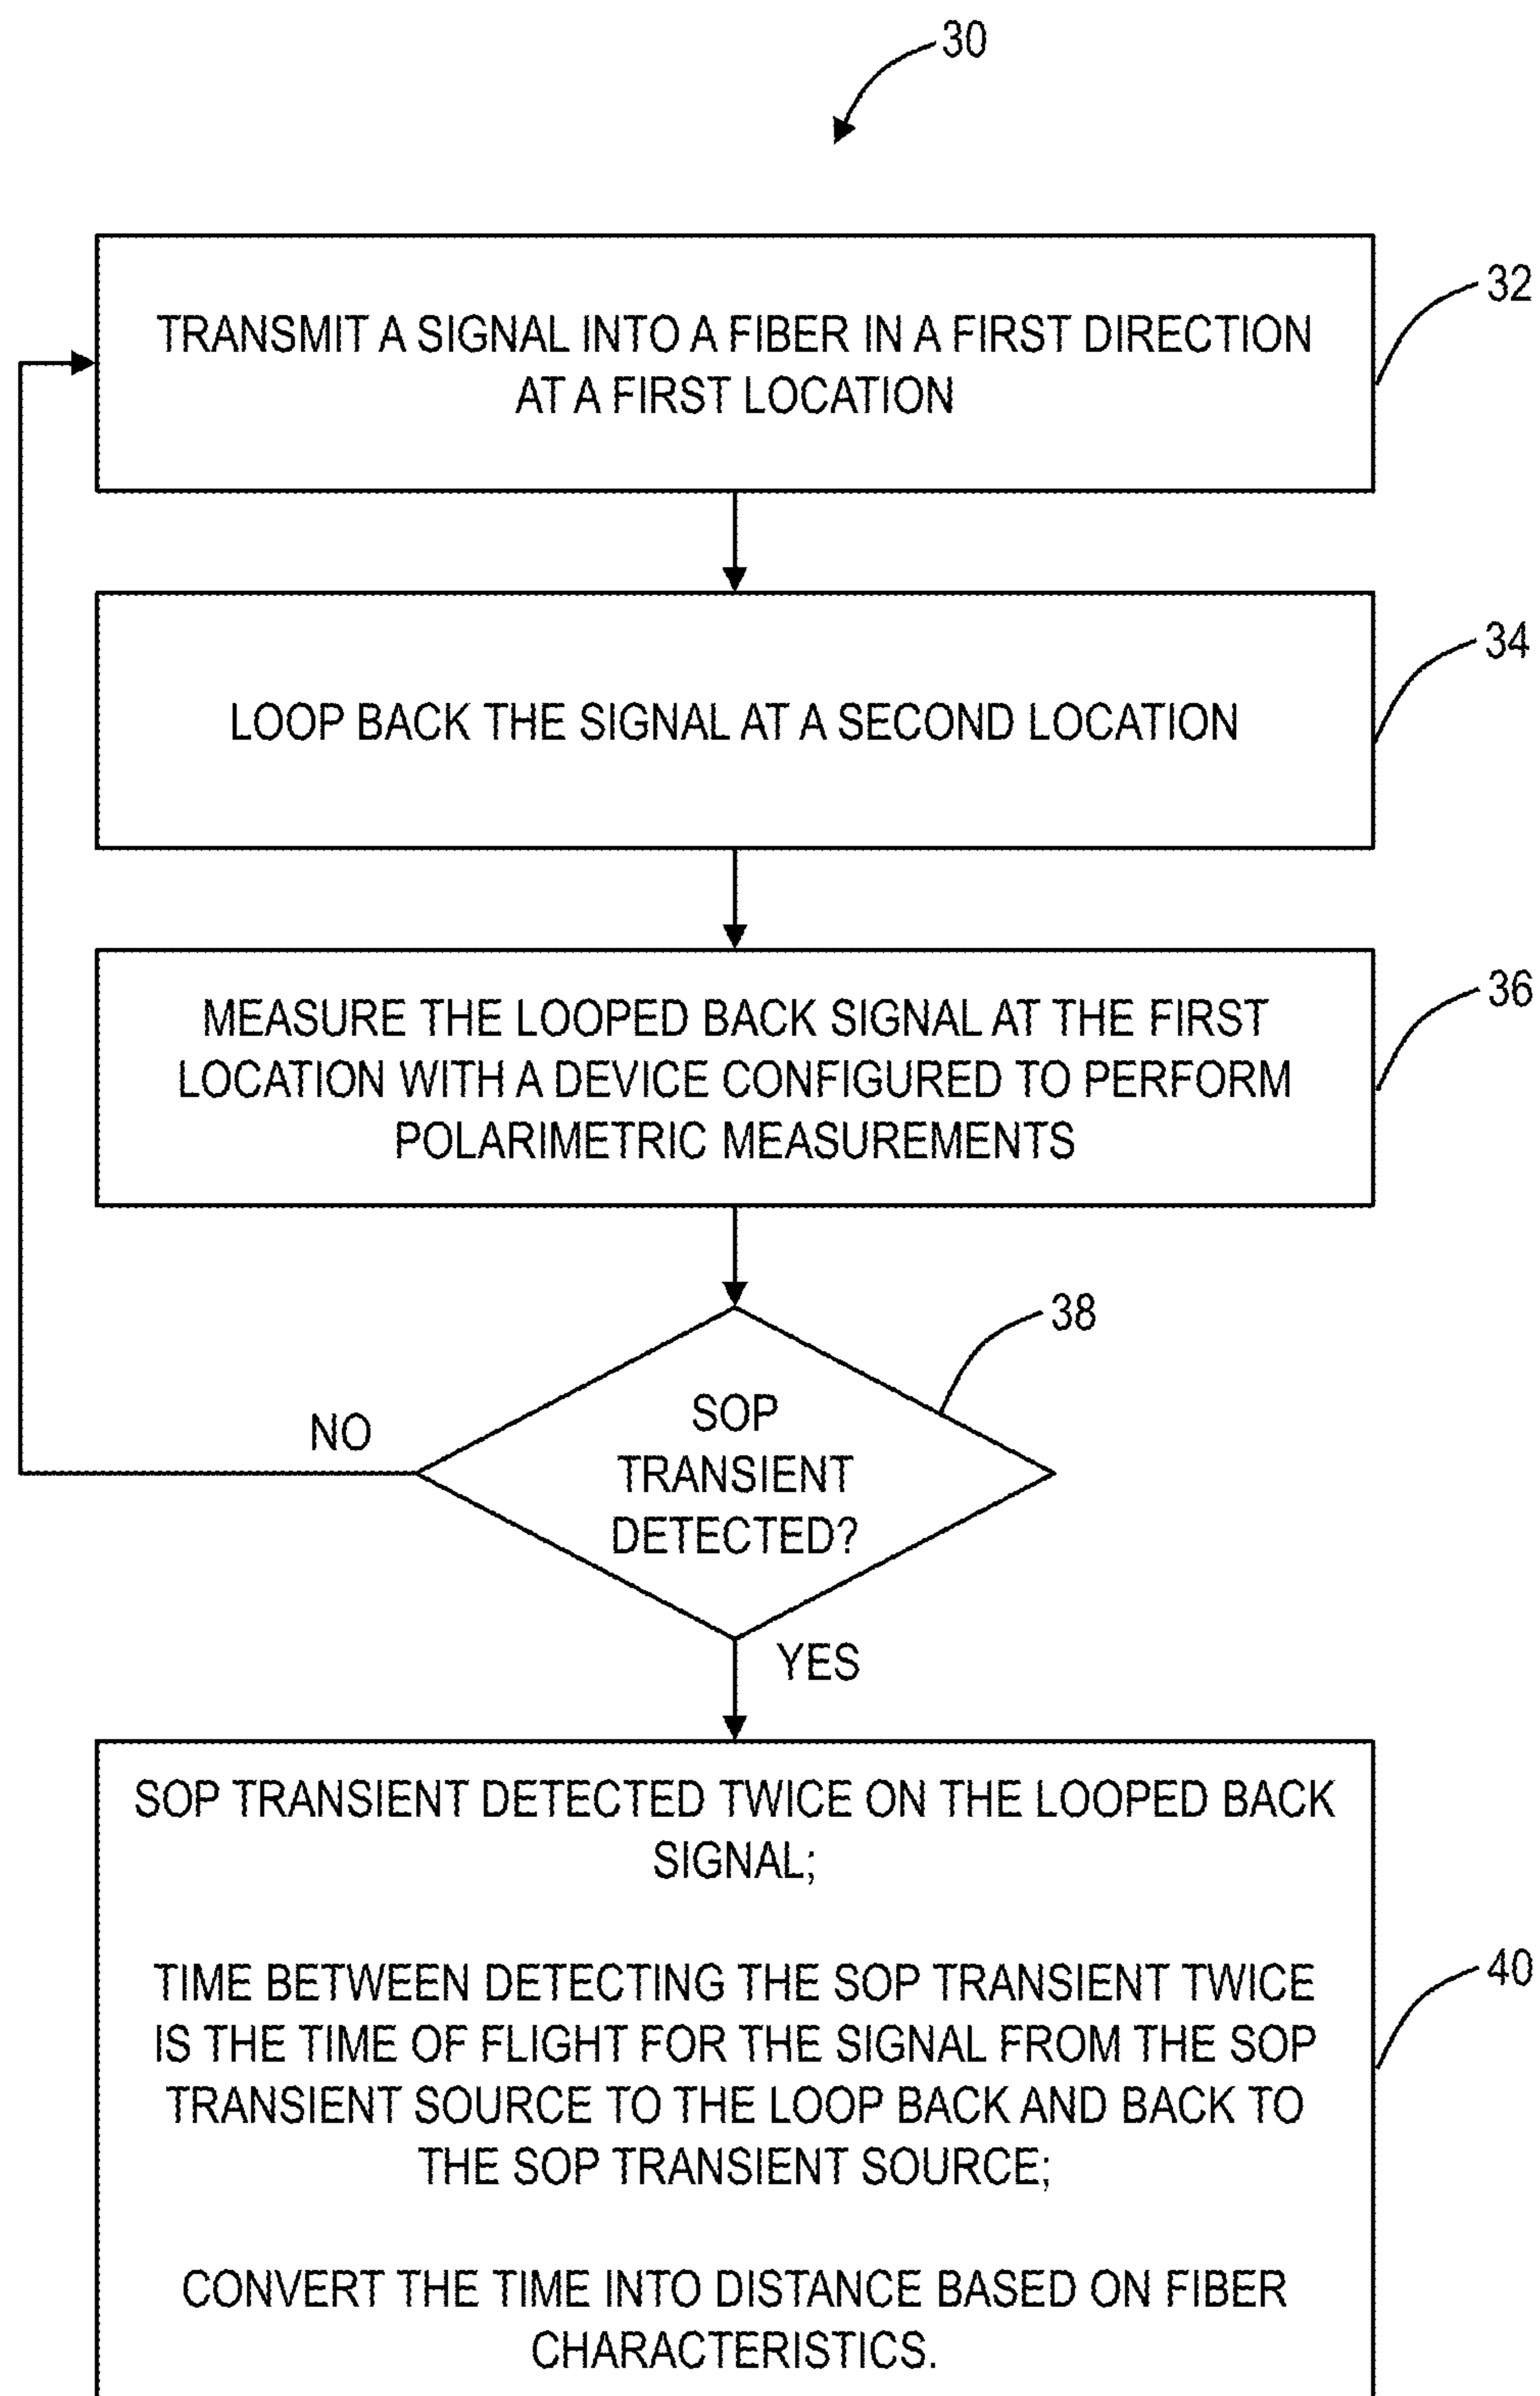 30
TRANSMIT A SIGNAL INTO A FIBER IN A FIRST DIRECTION
AT A FIRST LOCATION
32
LOOP BACK THE SIGNAL AT A SECOND LOCATION
34
MEASURE THE LOOPED BACK SIGNAL AT THE FIRST
LOCATION WITH A DEVICE CONFIGURED TO PERFORM
POLARIMETRIC MEASUREMENTS
36
38
SOP
TRANSIENT
DETECTED?
NO
YES
SOP TRANSIENT DETECTED TWICE ON THE LOOPED BACK
SIGNAL;
TIME BETWEEN DETECTING THE SOP TRANSIENT TWICE
IS THE TIME OF FLIGHT FOR THE SIGNAL FROM THE SOP
TRANSIENT SOURCE TO THE LOOP BACK AND BACK TO
THE SOP TRANSIENT SOURCE;
CONVERT THE TIME INTO DISTANCE BASED ON FIBER
CHARACTERISTICS.
40